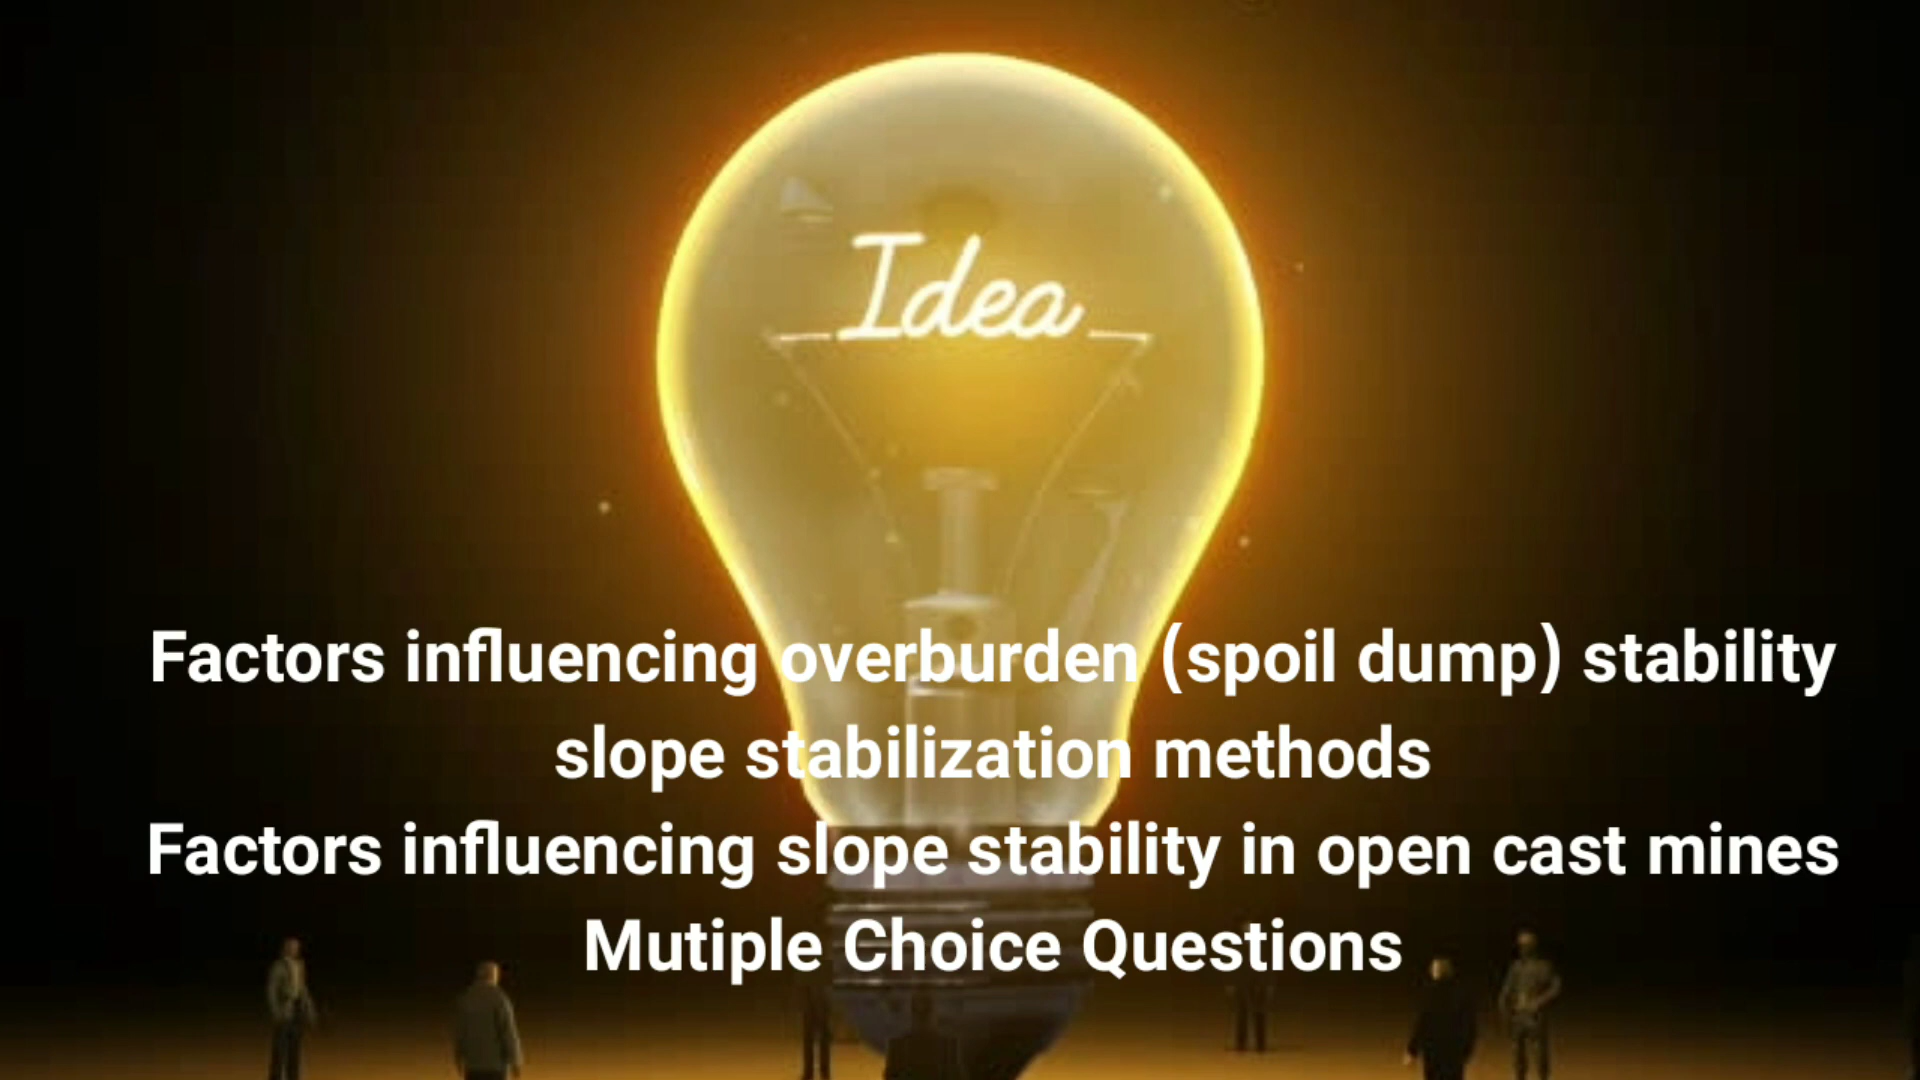 Idea
Factors influencing overburden (spoil dump) stability
slope stabilization methods
Factors influencing slope stability in open cast mines
Mutiple Choice Questions